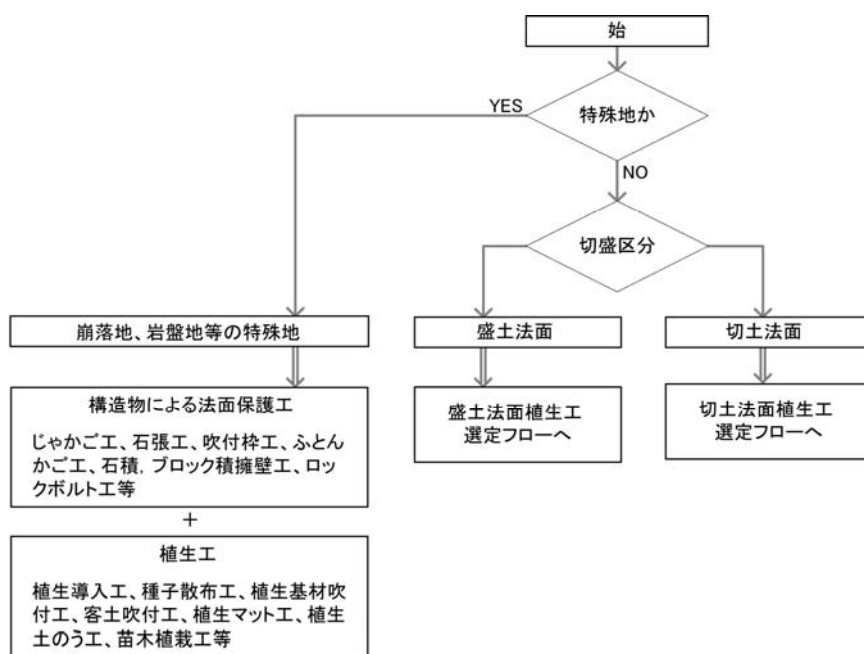 始
特殊地か
YES
NO
切盛区分
崩落地、岩盤地等の特殊地
盛土法面
切土法面
構造物による法面保護工
じゃかご工、石張工、吹付枠工、ふとん
かご工、石積，ブロック積擁壁工、ロッ
クボルト工等
盛土法面植生工
選定フローへ
切土法面植生工
選定フローへ
+
植生工
植生導入工、種子散布工、植生基材吹
付工、客土吹付工、植生マット工、植生
土のう工、苗木植栽工等